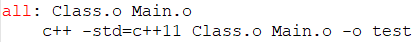 all: Class.o Main.o
    c++ -std=c++11 Class.o Main.o -o test